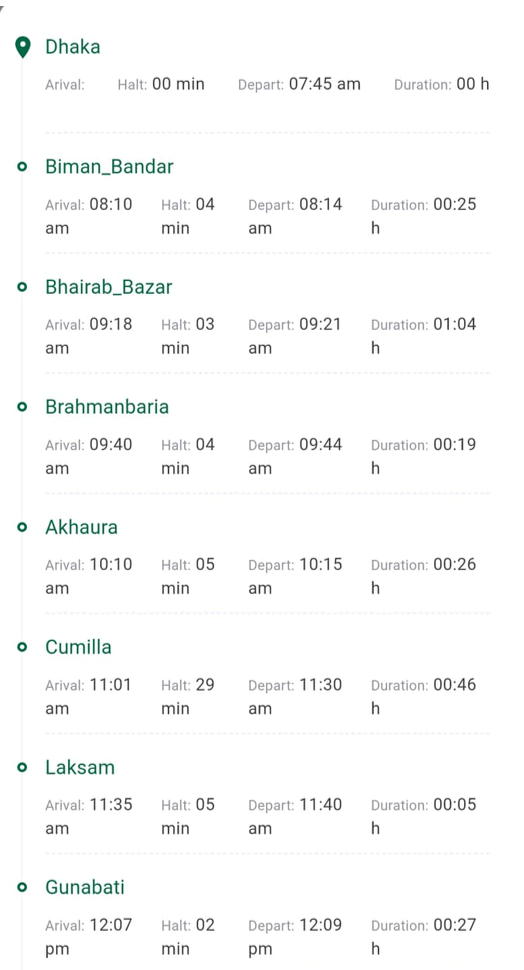 Dhaka
Arival: Halt: 00 min Depart: 07:45 am Duration: 00 h
Biman_Bandar
Arival: 08:10 Halt: 04 Depart: 08:14 Duration: 00:25
am min am h
Bhairab_Bazar
Arival: 09:18 Halt: 03 Depart: 09:21 Duration: 01:04
am min am h
Brahmanbaria
Arival: 09:40 Halt: 04 Depart: 09:44 Duration: 00:19
am min am h
Akhaura
Arival: 10:10 Halt: 05 Depart: 10:15 Duration: 00:26
am min am h
Cumilla
Arival: 11:01 Halt: 29 Depart: 11:30 Duration: 00:46
am min am h
Laksam
Arival: 11:35 Halt: 05 Depart: 11:40 Duration: 00:05
am min am h
Gunabati
Arival: 12:07 Halt: 02 Depart: 12:09 Duration: 00:27
pm min pm h